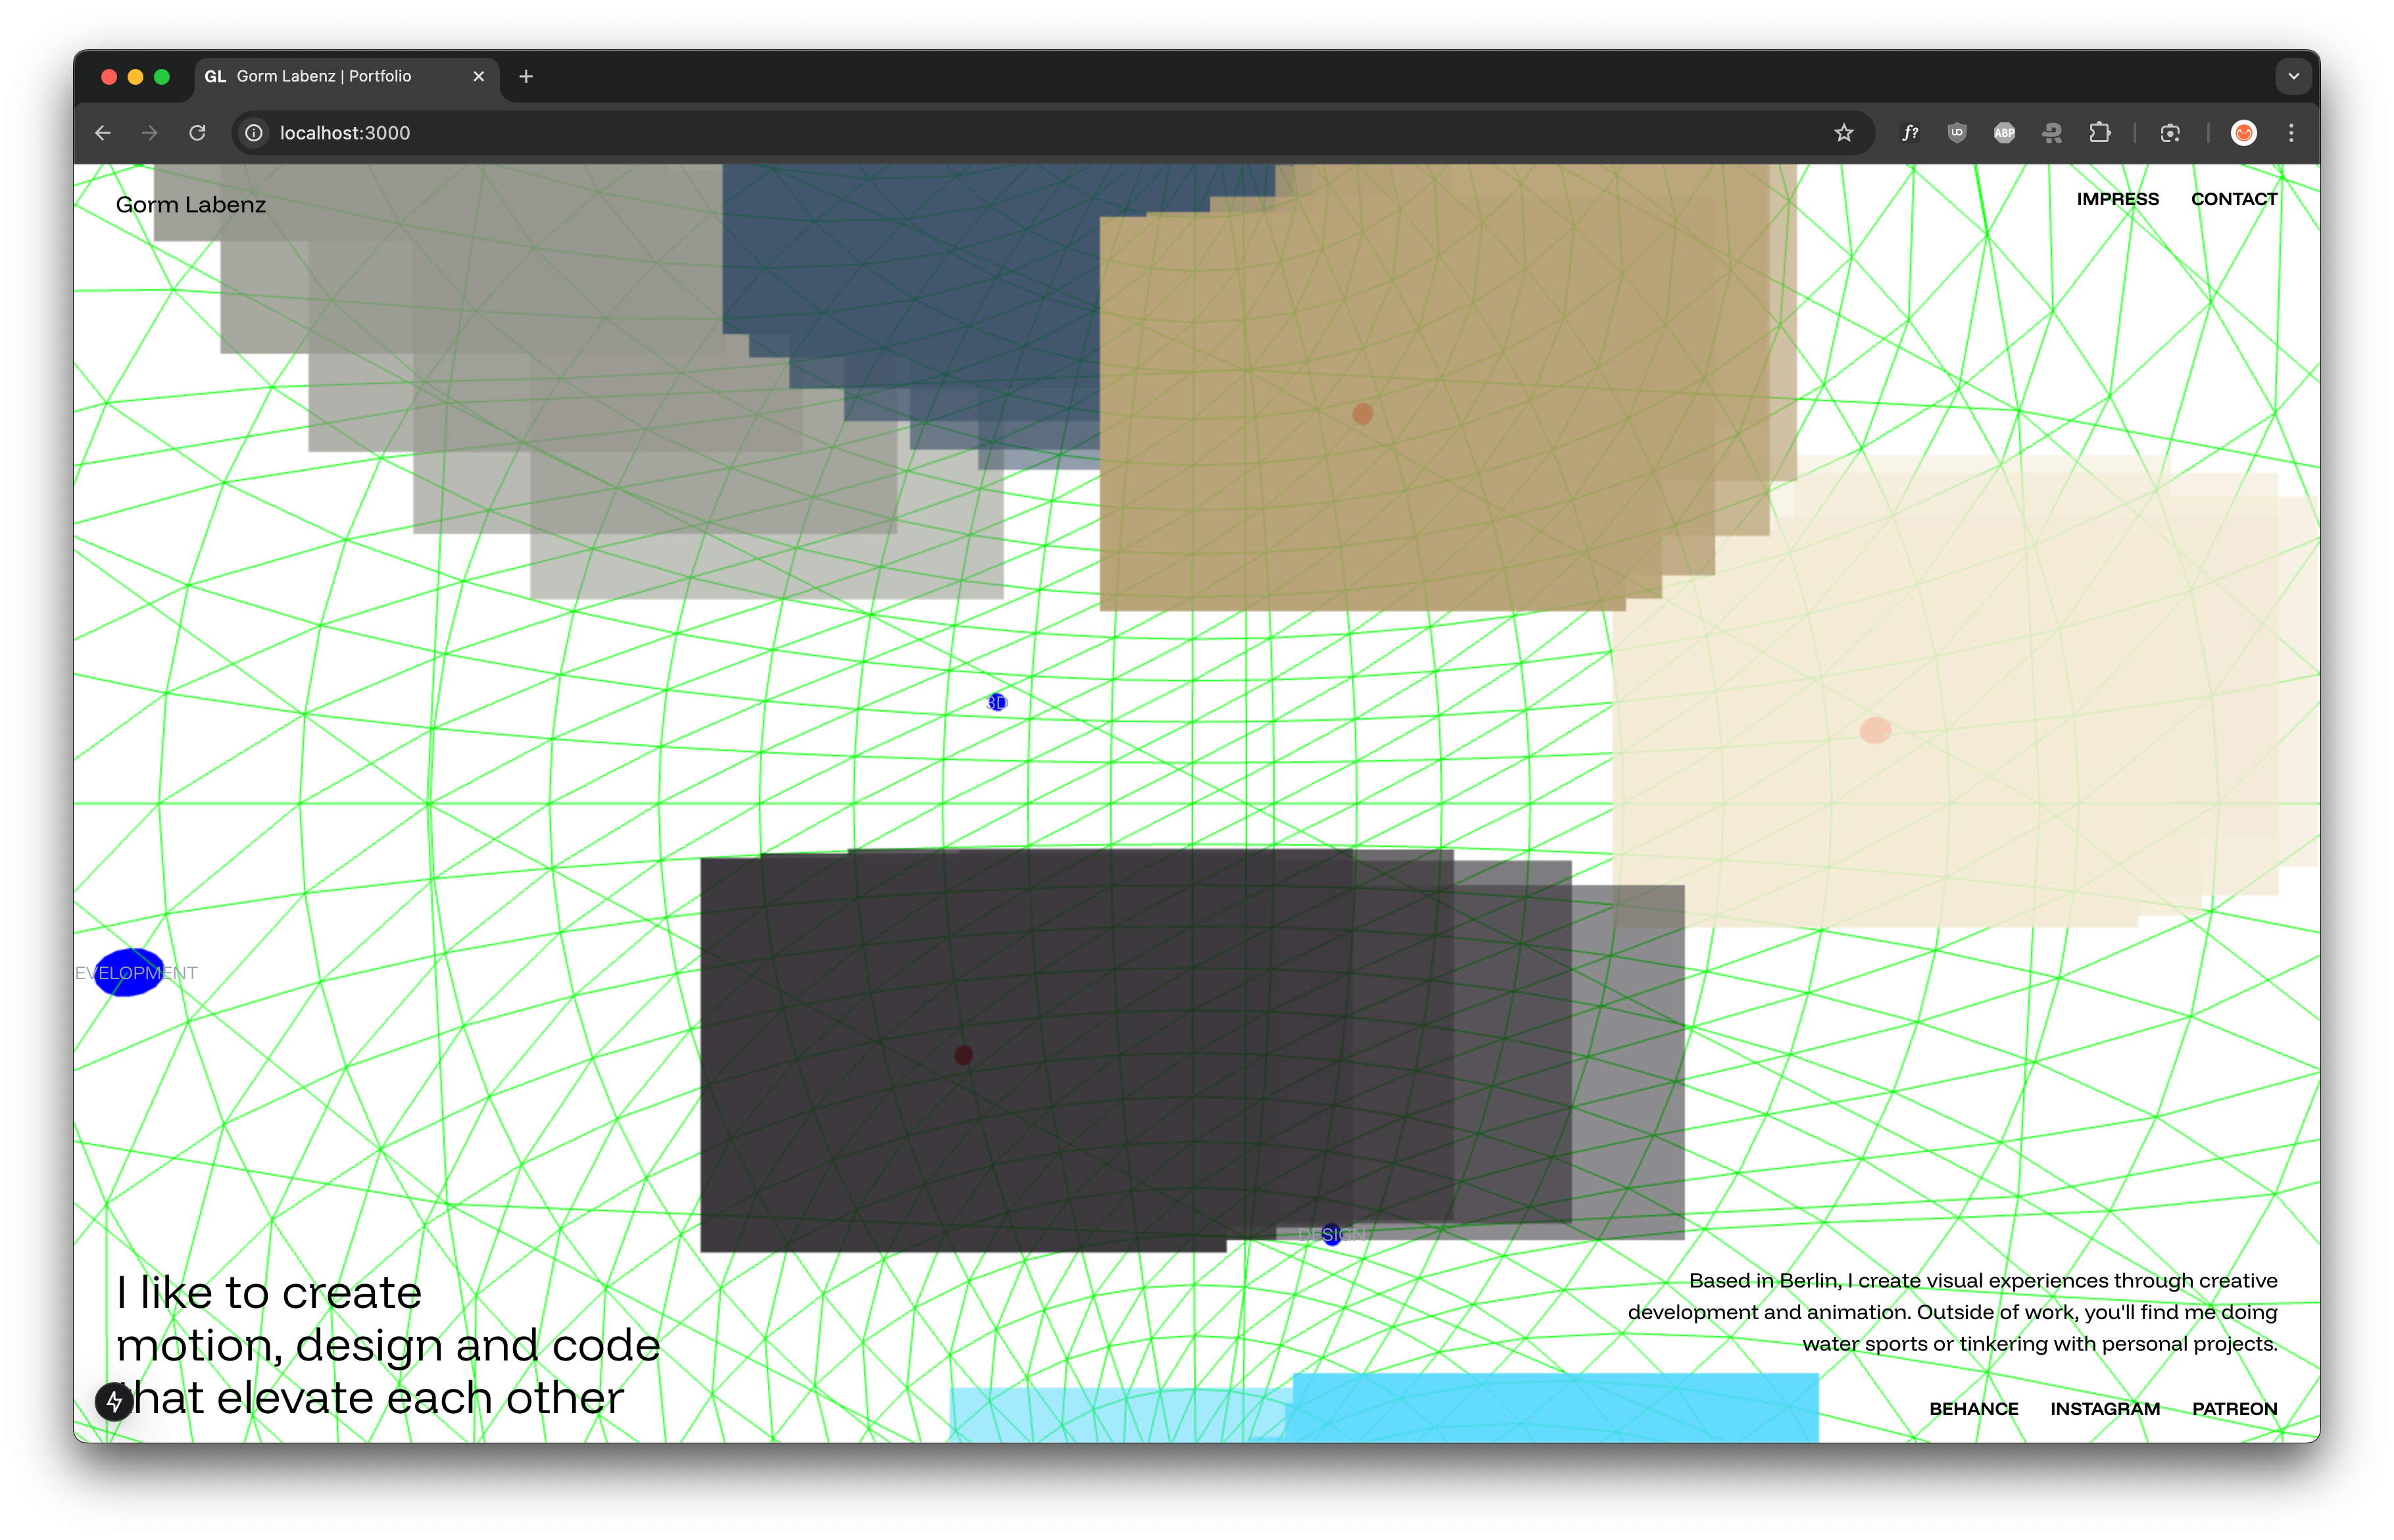 GL Gorm Labenz | Portfolio
localhost:3000
f?
ABP
Gorm Labenz
IMPRESS CONTACT
3D
EVELOPMENT
DESIGN
I like to create
motion, design and code
that elevate each other
Based in Berlin, I create visual experiences through creative
development and animation. Outside of work, you'll find me doing
water sports or tinkering with personal projects.
BEHANCE INSTAGRAM PATREON